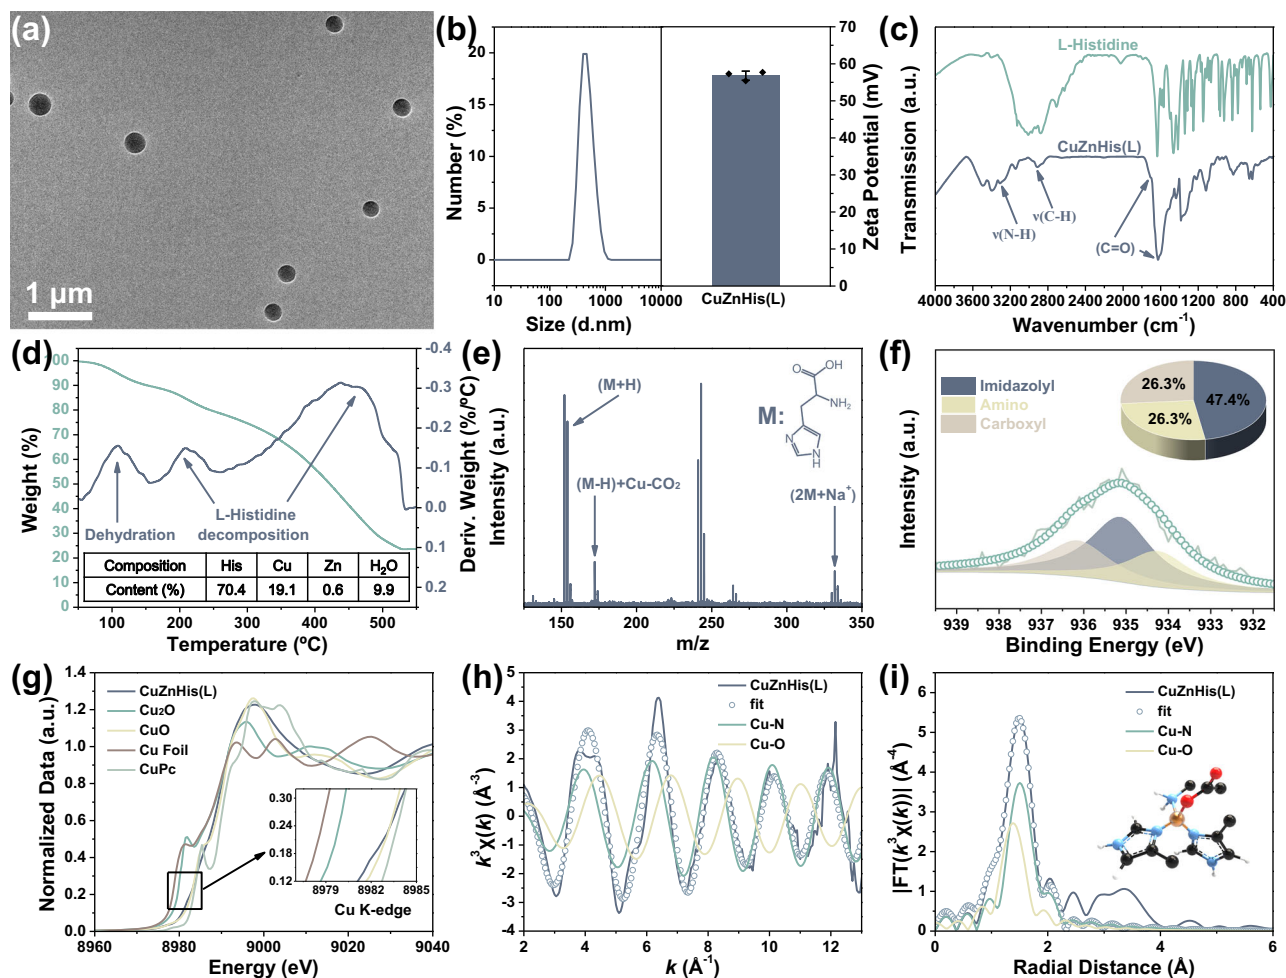 (a)
1 μm
(b)
Number (%)
20
15
10
5
0
10 100 1000 10000
Size (d.nm)
CuZnHis(L)
70
60
50
40
30
20
10
0
Zeta Potential (mV)
(c)
Transmission (a.u.)
L-Histidine
CuZnHis(L)
ν(N-H)
ν(C-H)
(C=O)
4000 3600 2800 2400 2000 1600 1200 800 400
Wavenumber (cm⁻¹)
(d)
Weight (%)
100
90
80
70
60
50
40
30
20
10
0
Dehydration
L-Histidine
decomposition
Composition His Cu Zn H₂O
Content (%) 70.4 19.1 0.6 9.9
100 200 300 400 500
Temperature (ºC)
-0.4
-0.3
-0.2
-0.1
0.0
0.1
0.2
Deriv. Weight (%/ºC)
(e)
Intensity (a.u.)
(M+H)
(M-H)+Cu-CO₂
(2M+Na⁺)
M:
O
OH
NH₂
N
N
H
150 200 250 300 350
m/z
(f)
Intensity (a.u.)
Imidazolyl
Amino
Carboxyl
26.3%
47.4%
26.3%
939 938 937 936 935 934 933 932
Binding Energy (eV)
(g)
Normalized Data (a.u.)
1.4
1.2
1.0
0.8
0.6
0.4
0.2
0.0
CuZnHis(L)
Cu₂O
CuO
Cu Foil
CuPc
0.32
0.24
0.16
0.12
8979 8982 8985
Cu K-edge
8960 8980 9000 9020 9040
Energy (eV)
(h)
k³χ(k) (Å⁻³)
5
4
3
2
1
0
-1
-2
-3
-4
-5
CuZnHis(L)
fit
Cu-N
Cu-O
2 4 6 8 10 12
k (Å⁻¹)
(i)
|FT(k³χ(k))| (Å⁻⁴)
6
5
4
3
2
1
0
CuZnHis(L)
fit
Cu-N
Cu-O
0 2 4 6
Radial Distance (Å)